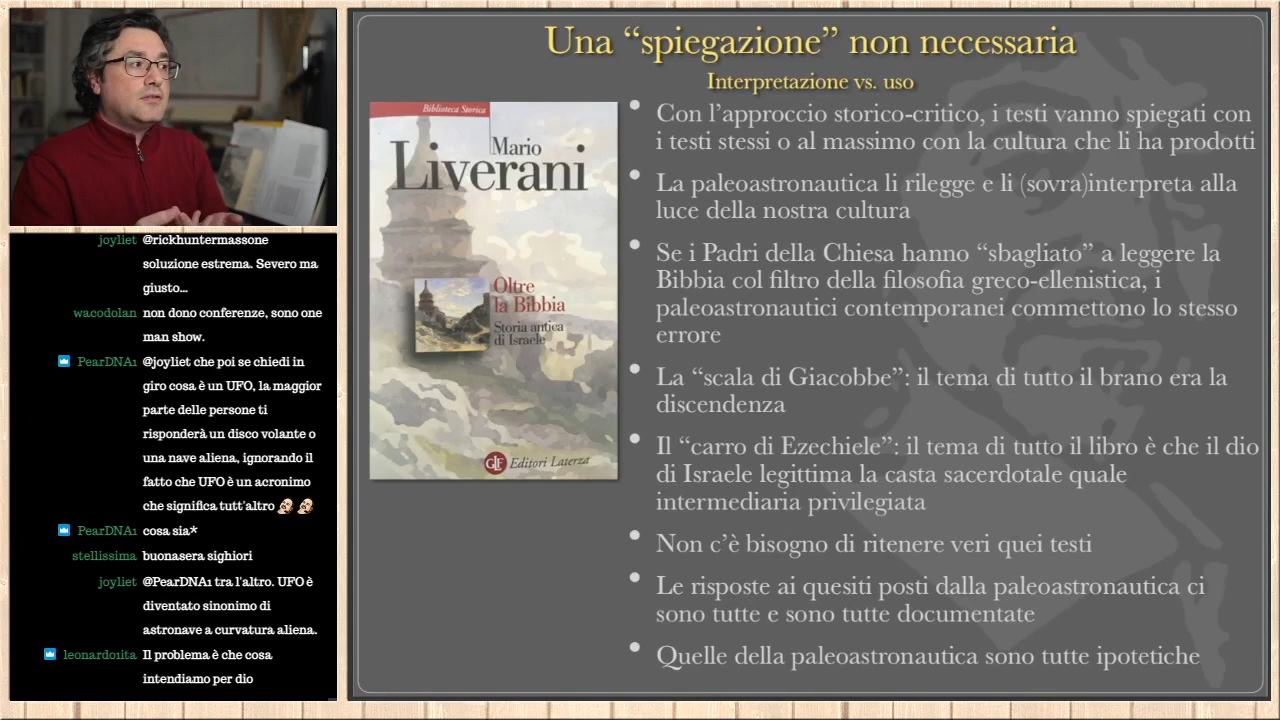 Una “spiegazione” non necessaria
Interpretazione vs. uso
Biblioteca Storica
Mario
Liverani
Oltre
la Bibbia
Storia antica
di Israele
GLF Editori Laterza
Con l’approccio storico-critico, i testi vanno spiegati con
i testi stessi o al massimo con la cultura che li ha prodotti
La paleoastronautica li rilegge e li (sovra)interpreta alla
luce della nostra cultura
Se i Padri della Chiesa hanno “sbagliato” a leggere la
Bibbia col filtro della filosofia greco-ellenistica, i
paleoastronautici contemporanei commettono lo stesso
errore
La “scala di Giacobbe”: il tema di tutto il brano era la
discendenza
Il “carro di Ezechiele”: il tema di tutto il libro è che il dio
di Israele legittima la casta sacerdotale quale
intermediaria privilegiata
Non c’è bisogno di ritenere veri quei testi
Le risposte ai quesiti posti dalla paleoastronautica ci
sono tutte e sono tutte documentate
Quelle della paleoastronautica sono tutte ipotetiche
joyliet @rickhuntermassone
soluzione estrema. Severo ma
giusto...
wacodolan non dono conferenze, sono one
man show.
PearDNA1 @joyliet che poi se chiedi in
giro cosa è un UFO, la maggior
parte delle persone ti
risponderà un disco volante o
una nave aliena, ignorando il
fatto che UFO è un acronimo
che significa tutt'altro
PearDNA1 cosa sia*
stellissima buonasera sighiori
joyliet @PearDNA1 tra l'altro. UFO è
diventato sinonimo di
astronave a curvatura aliena.
leonardo1ita Il problema è che cosa
intendiamo per dio